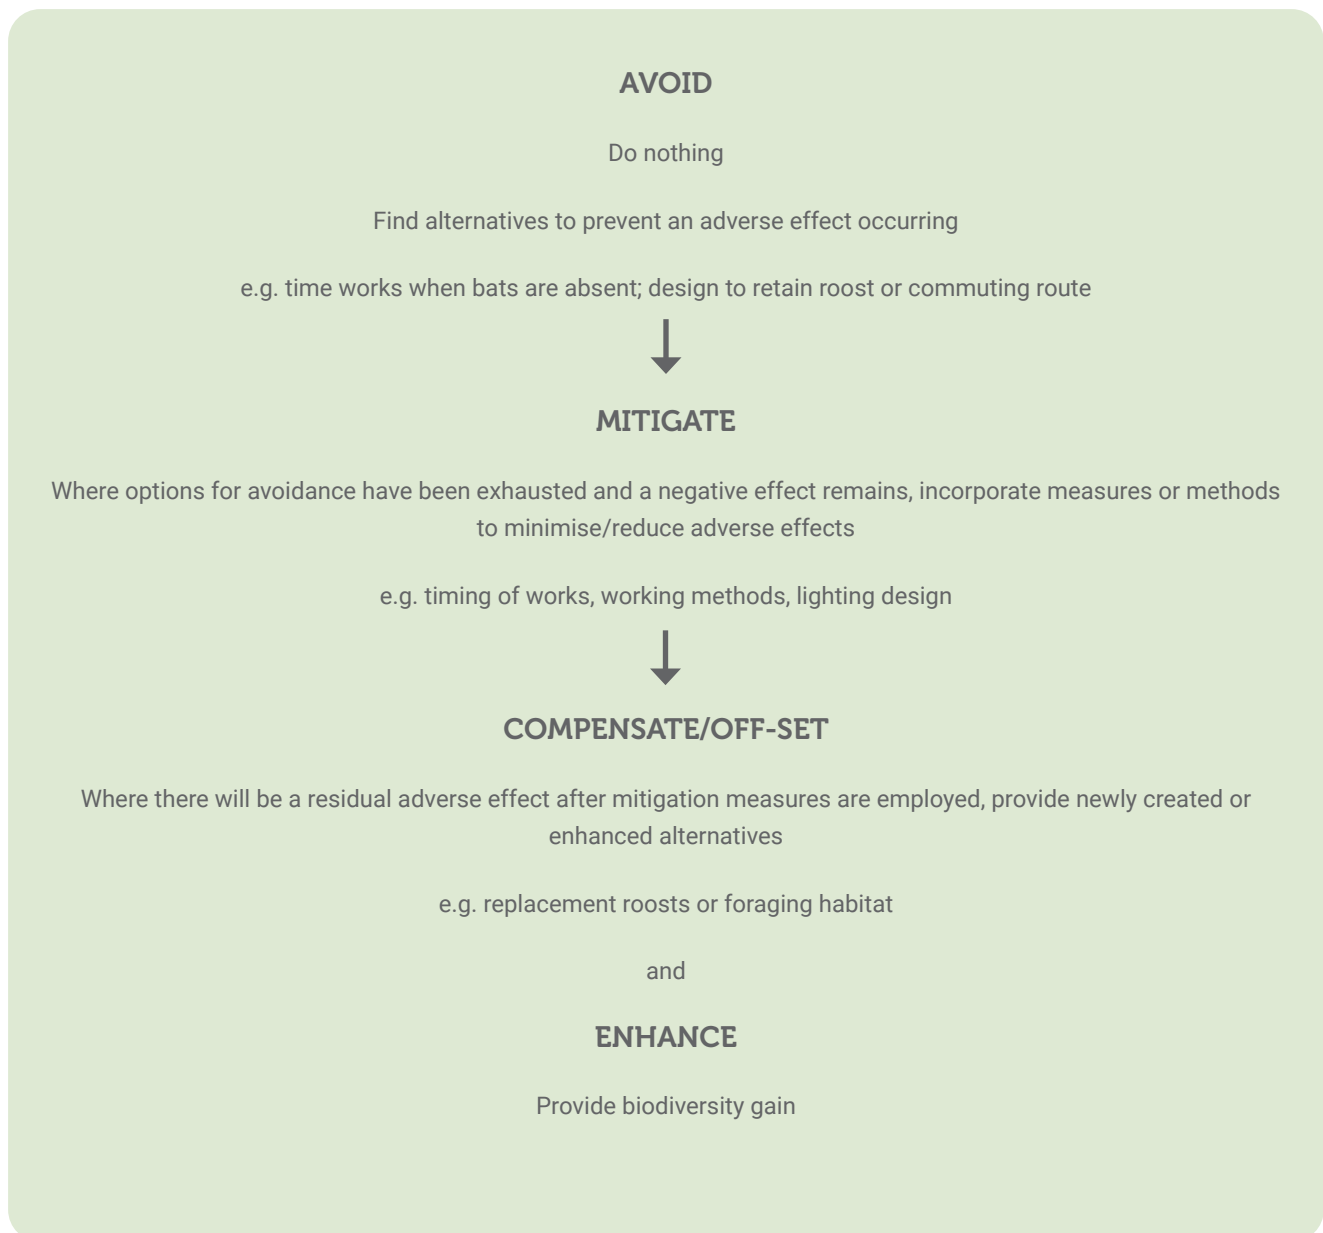 AVOID
Do nothing
Find alternatives to prevent an adverse effect occurring
e.g. time works when bats are absent; design to retain roost or commuting route
MITIGATE
Where options for avoidance have been exhausted and a negative effect remains, incorporate measures or methods
to minimise/reduce adverse effects
e.g. timing of works, working methods, lighting design
COMPENSATE/OFF-SET
Where there will be a residual adverse effect after mitigation measures are employed, provide newly created or
enhanced alternatives
e.g. replacement roosts or foraging habitat
and
ENHANCE
Provide biodiversity gain